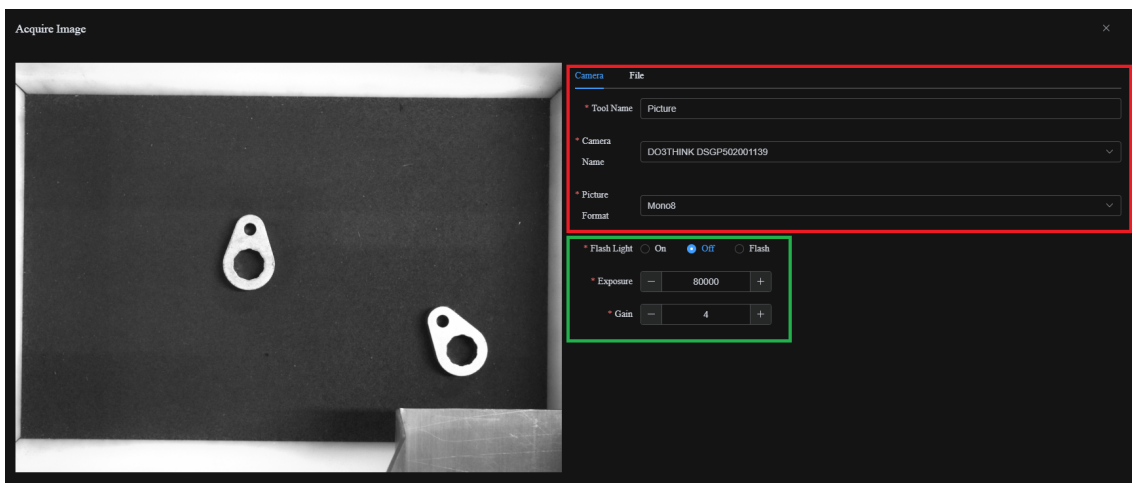 Acquire Image
Camera File
* Tool Name Picture
* Camera
Name
DO3THINK DSGP502001139
* Picture
Format
Mono8
* Flash Light On Off Flash
* Exposure − 80000 +
* Gain − 4 +